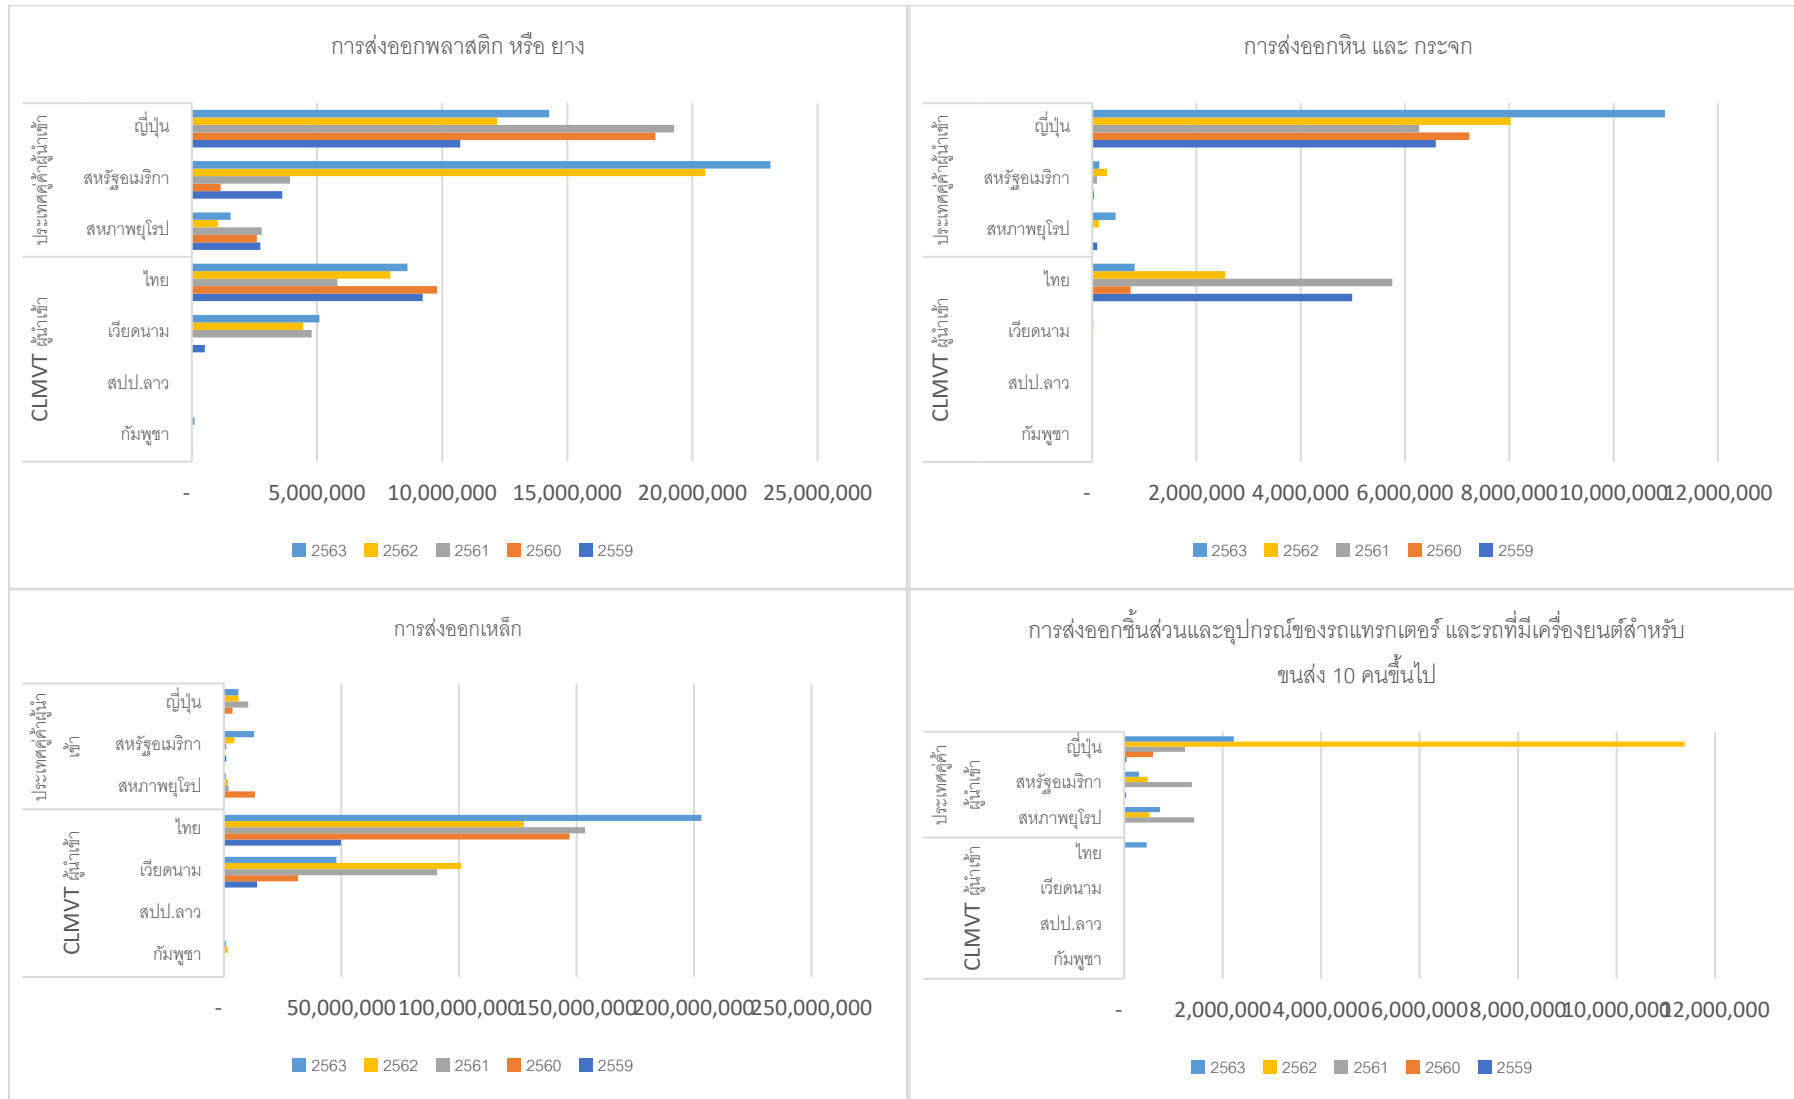 การส่งออกพลาสติก หรือ ยาง
ประเทศคู่ค้าผู้นำเข้า
ญี่ปุ่น
สหรัฐอเมริกา
สหภาพยุโรป
CLMVT ผู้นำเข้า
ไทย
เวียดนาม
สปป.ลาว
กัมพูชา
- 5,000,000 10,000,000 15,000,000 20,000,000 25,000,000
2563 2562 2561 2560 2559
การส่งออกหิน และ กระจก
ประเทศคู่ค้าผู้นำเข้า
ญี่ปุ่น
สหรัฐอเมริกา
สหภาพยุโรป
CLMVT ผู้นำเข้า
ไทย
เวียดนาม
สปป.ลาว
กัมพูชา
- 2,000,000 4,000,000 6,000,000 8,000,000 10,000,000 12,000,000
2563 2562 2561 2560 2559
การส่งออกเหล็ก
ประเทศคู่ค้าผู้นำ
เข้า
ญี่ปุ่น
สหรัฐอเมริกา
สหภาพยุโรป
CLMVT ผู้นำเข้า
ไทย
เวียดนาม
สปป.ลาว
กัมพูชา
- 50,000,000 100,000,000 150,000,000 200,000,000 250,000,000
2563 2562 2561 2560 2559
การส่งออกชิ้นส่วนและอุปกรณ์ของรถแทรกเตอร์ และรถที่มีเครื่องยนต์สำหรับ
ขนส่ง 10 คนขึ้นไป
ประเทศคู่ค้า
ผู้นำเข้า
ญี่ปุ่น
สหรัฐอเมริกา
สหภาพยุโรป
CLMVT ผู้นำเข้า
ไทย
เวียดนาม
สปป.ลาว
กัมพูชา
- 2,000,000 4,000,000 6,000,000 8,000,000 10,000,000 12,000,000
2563 2562 2561 2560 2559